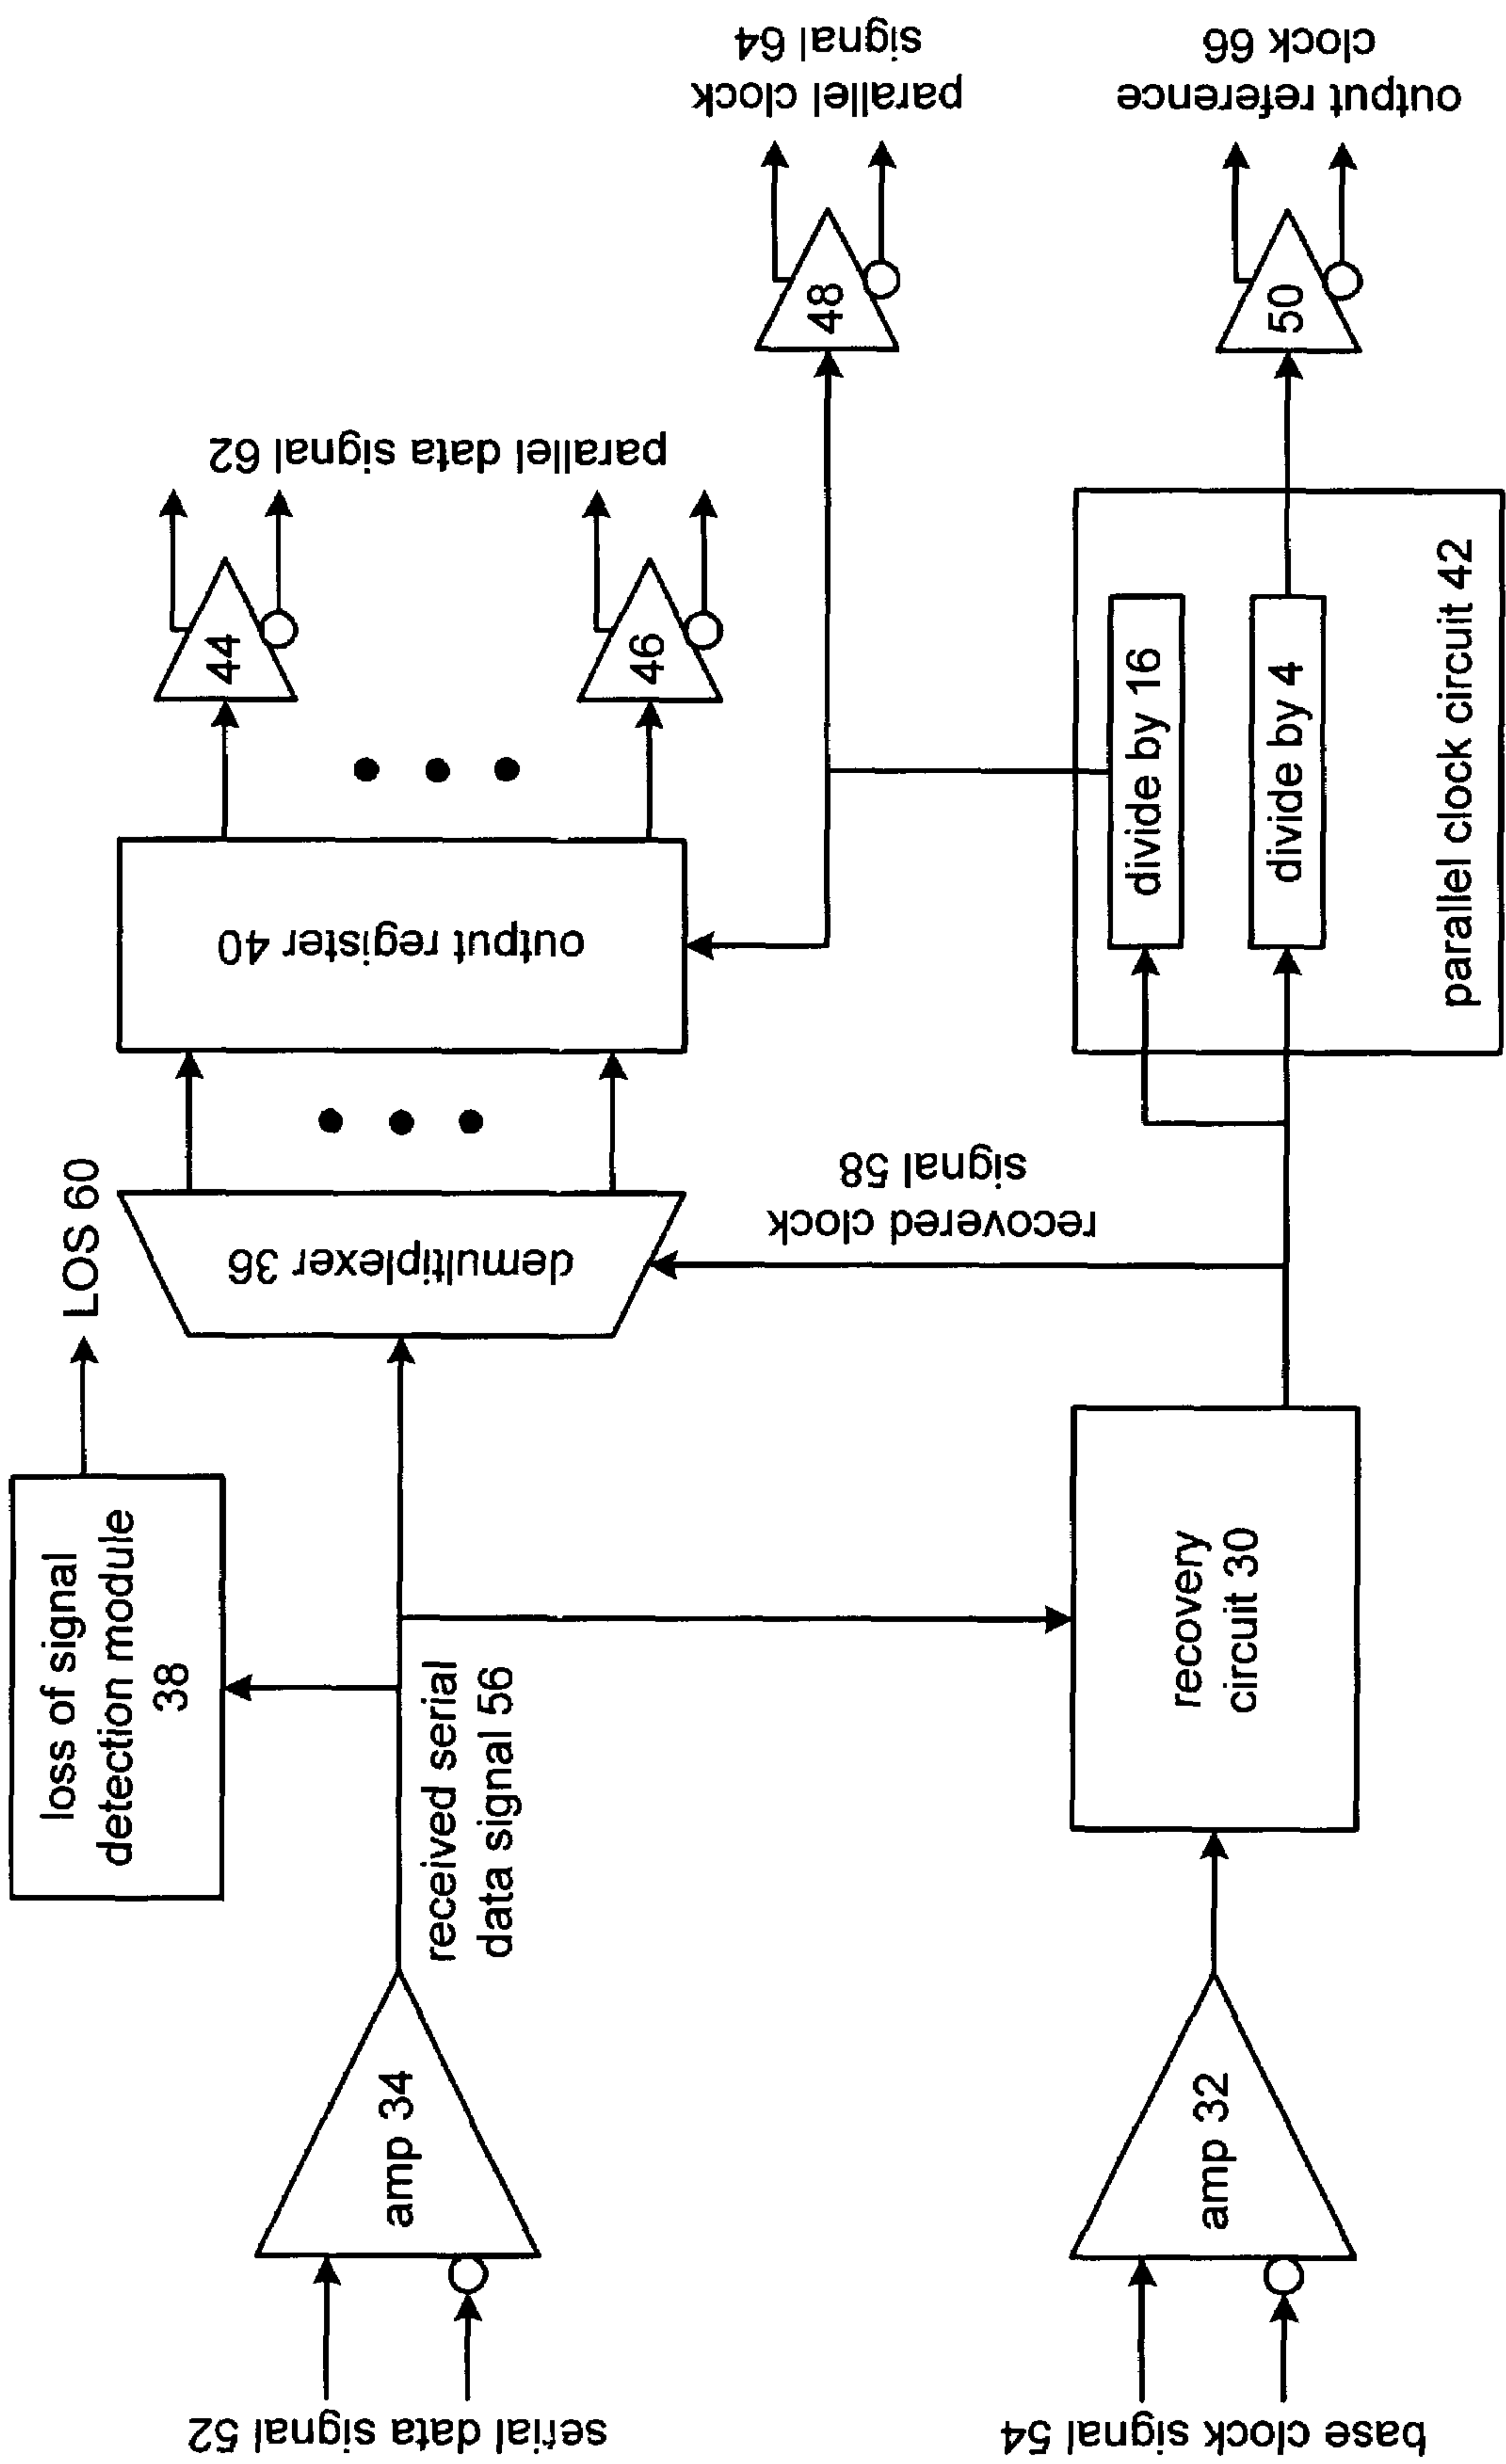 loss of signal
detection module
38
LOS 60
serial data signal 52
amp 34
received serial
data signal 56
demultiplexer 36
output register 40
44
46
parallel data signal 62
recovered clock
signal 58
48
parallel clock
signal 64
base clock signal 54
amp 32
recovery
circuit 30
divide by 16
divide by 4
parallel clock circuit 42
50
output reference
clock 66